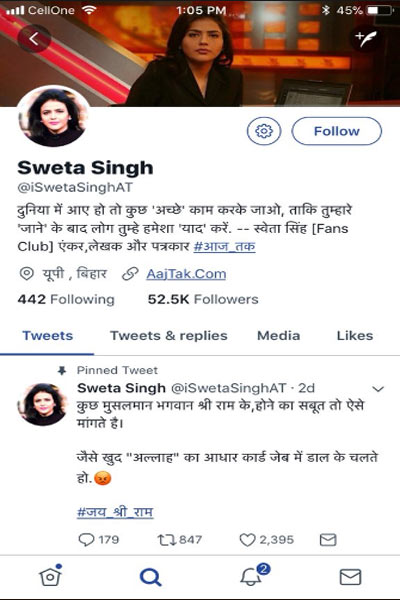 CellOne 1:05 PM 45%
Follow
Sweta Singh
@iSwetaSinghAT
दुनिया में आए हो तो कुछ 'अच्छे' काम करके जाओ, ताकि तुम्हारे
'जाने' के बाद लोग तुम्हे हमेशा 'याद' करें. -- स्वेता सिंह [Fans
Club] एंकर,लेखक और पत्रकार #आज_तक
यूपी , बिहार AajTak.Com
442 Following 52.5K Followers
Tweets Tweets & replies Media Likes
Pinned Tweet
Sweta Singh @iSwetaSinghAT · 2d
कुछ मुसलमान भगवान श्री राम के,होने का सबूत तो ऐसे
मांगते है।
जैसे खुद "अल्लाह" का आधार कार्ड जेब में डाल के चलते
हो.😡
#जय_श्री_राम
179 847 2,395
2